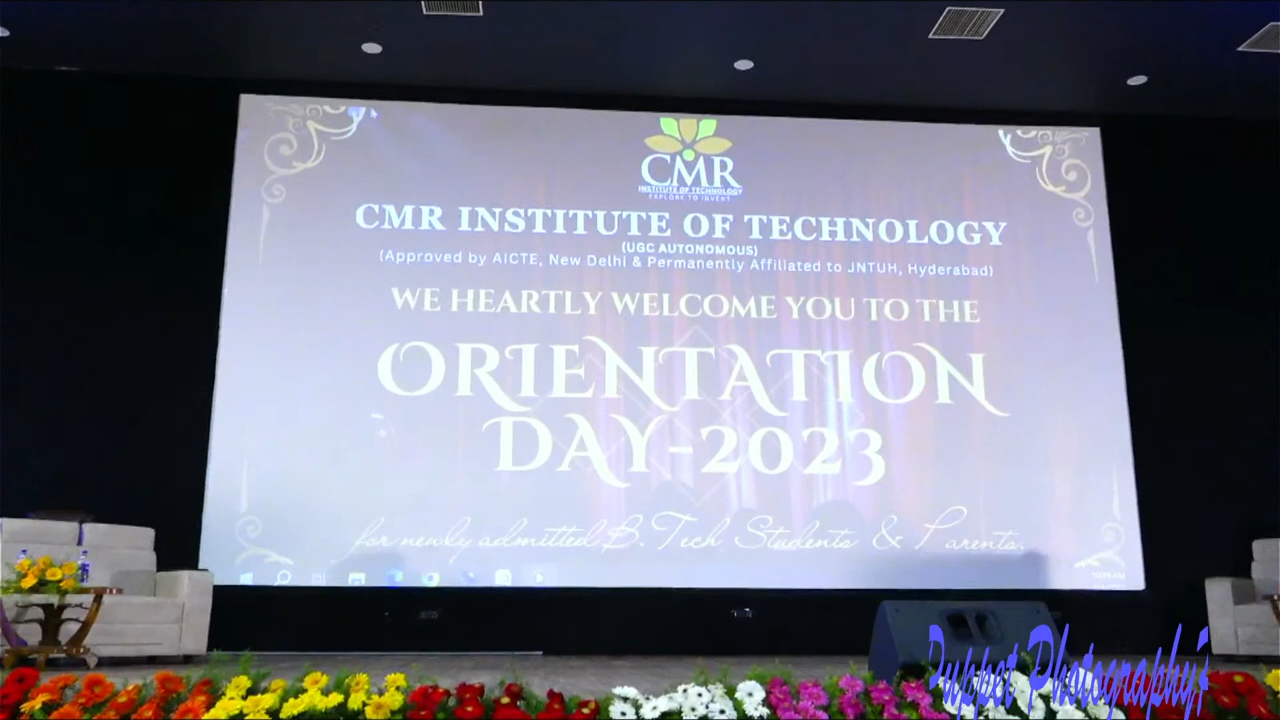 CMR
INSTITUTE OF TECHNOLOGY
EXPLORE TO INVENT
CMR INSTITUTE OF TECHNOLOGY
(UGC AUTONOMOUS)
(Approved by AICTE, New Delhi & Permanently Affiliated to JNTUH, Hyderabad)
WE HEARTLY WELCOME YOU TO THE
ORIENTATION
DAY-2023
for newly admitted B.Tech Students & Parents.
Puppet Photography